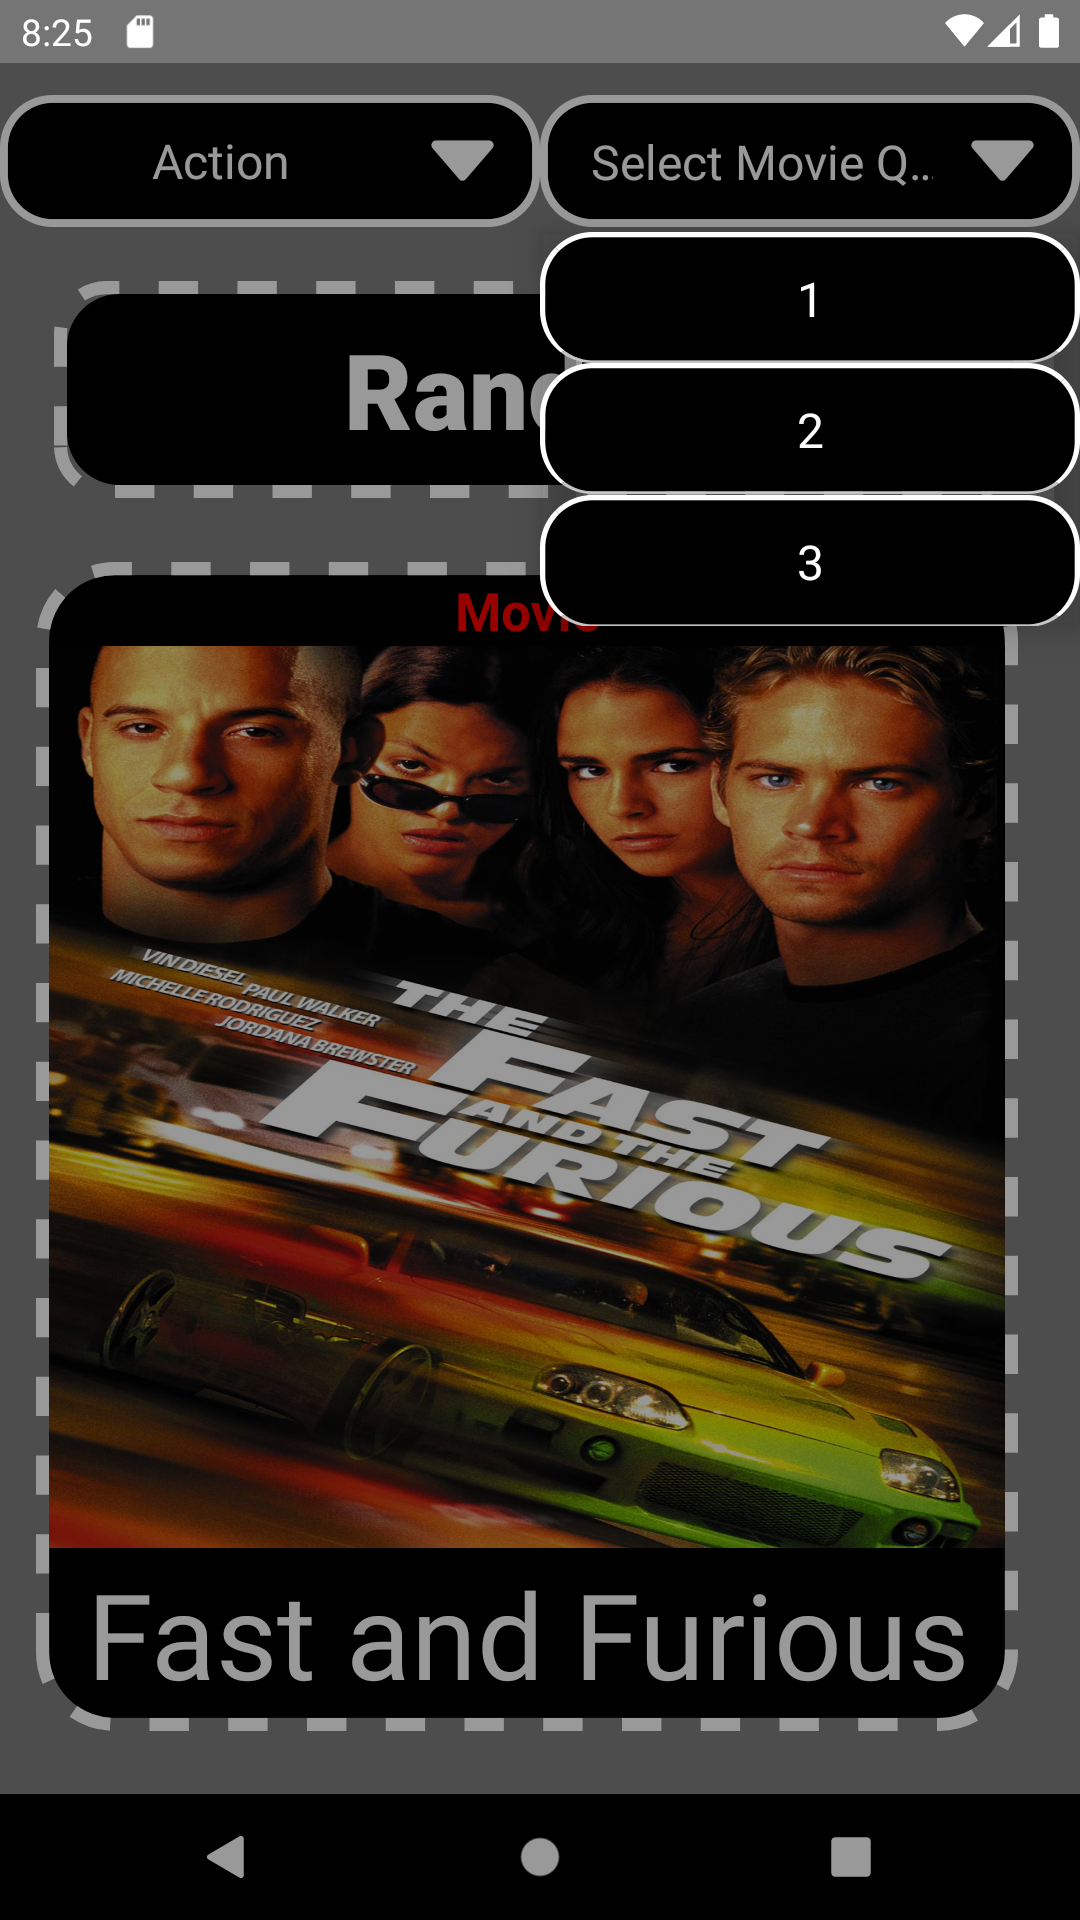 8:25
Action
Select Movie Q...
1
2
3
Ran
Movie
VIN DIESEL PAUL WALKER
MICHELLE RODRIGUEZ
JORDANA BREWSTER
THE
FAST
AND THE
FURIOUS
Fast and Furious